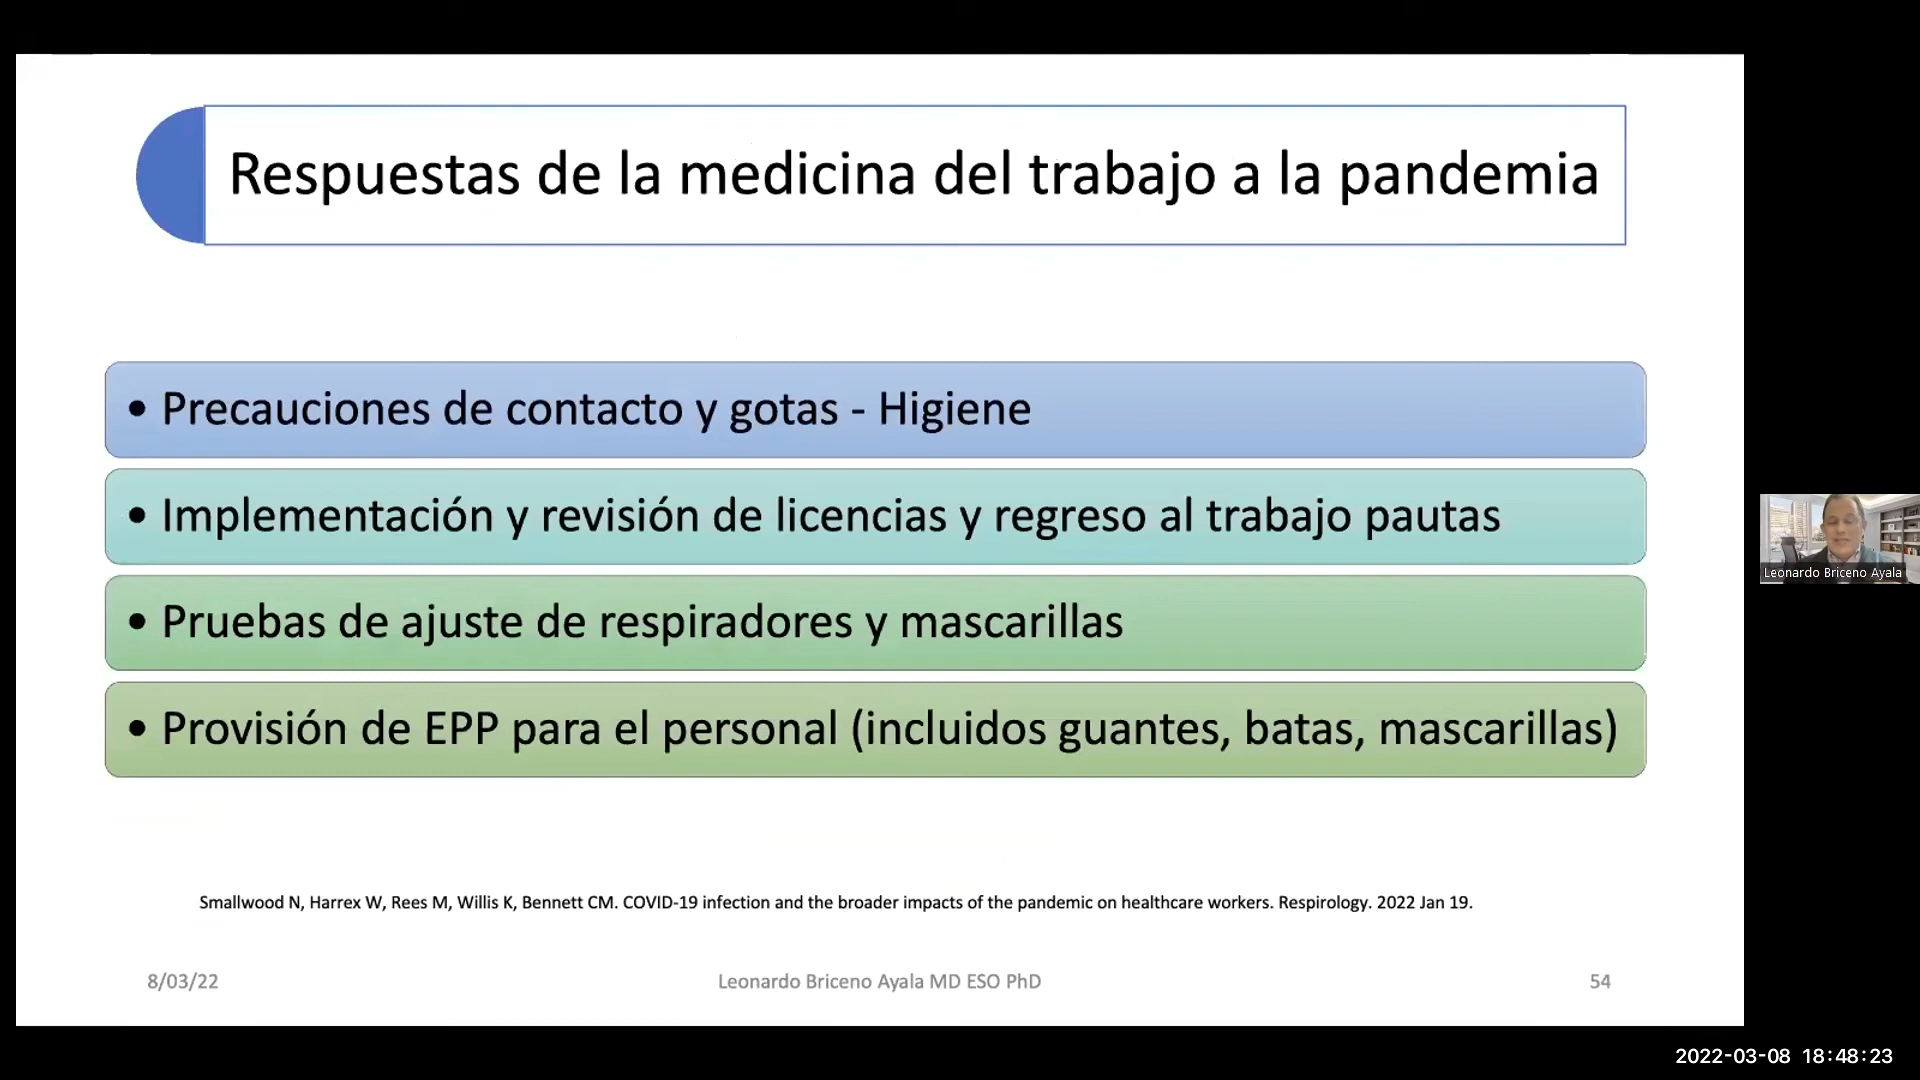 Respuestas de la medicina del trabajo a la pandemia
• Precauciones de contacto y gotas - Higiene
• Implementación y revisión de licencias y regreso al trabajo pautas
• Pruebas de ajuste de respiradores y mascarillas
• Provisión de EPP para el personal (incluidos guantes, batas, mascarillas)
Leonardo Briceno Ayala
Smallwood N, Harrex W, Rees M, Willis K, Bennett CM. COVID-19 infection and the broader impacts of the pandemic on healthcare workers. Respirology. 2022 Jan 19.
8/03/22
Leonardo Briceno Ayala MD ESO PhD
54
2022-03-08 18:48:23